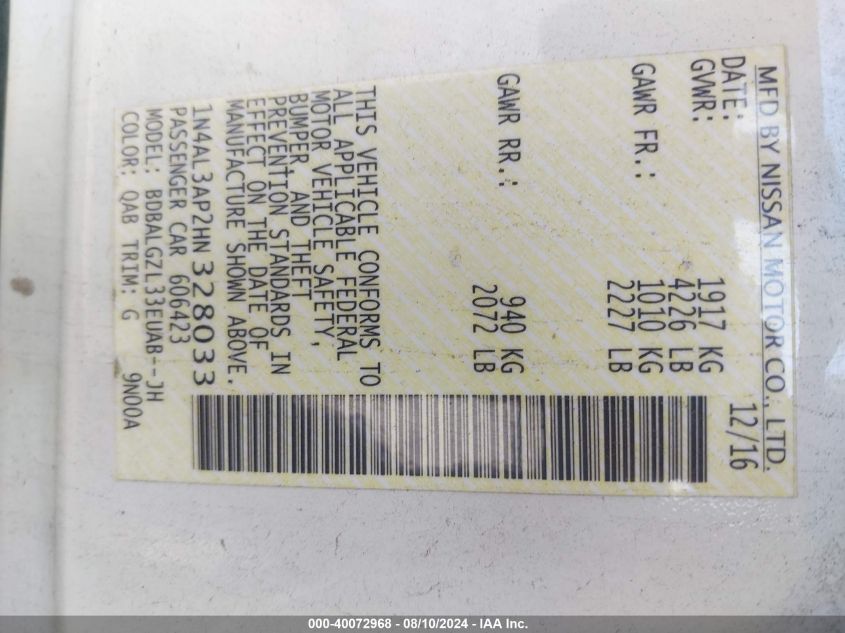 MFD BY NISSAN MOTOR CO., LTD.
DATE: 12/16
GVWR: 1917 KG
4226 LB
GAWR FR.: 1010 KG
2227 LB
GAWR RR.: 940 KG
2072 LB
THIS VEHICLE CONFORMS TO
ALL APPLICABLE FEDERAL
MOTOR VEHICLE SAFETY,
BUMPER, AND THEFT
PREVENTION STANDARDS IN
EFFECT ON THE DATE OF
MANUFACTURE SHOWN ABOVE.
1N4AL3AP2HN328033
PASSENGER CAR 606423
MODEL: BDBALGZL33EUAB--JH
COLOR: QAB TRIM: G 9N00A
000-40072968 - 08/10/2024 - IAA Inc.